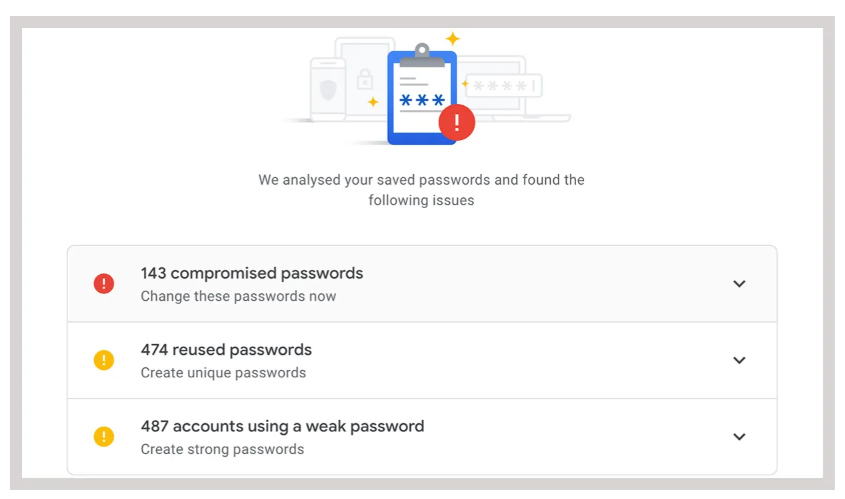 ***
!
****|
We analysed your saved passwords and found the
following issues
! 143 compromised passwords
Change these passwords now
! 474 reused passwords
Create unique passwords
! 487 accounts using a weak password
Create strong passwords